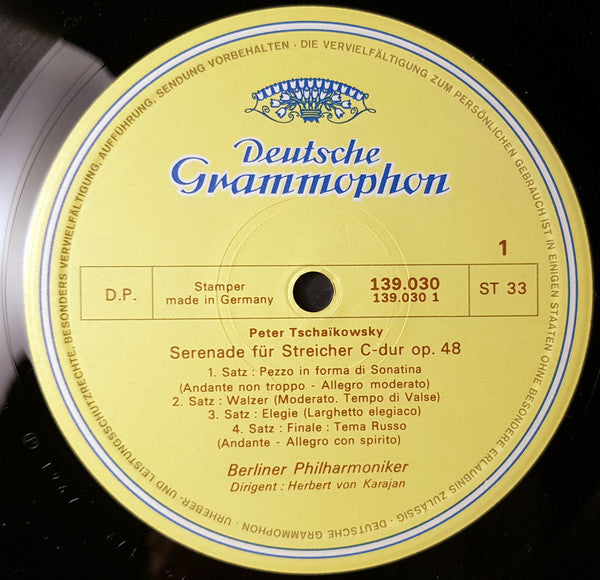 Deutsche
Grammophon
1
D.P.
Stamper
made in Germany
139.030
139.030 1
ST 33
Peter Tschaïkowsky
Serenade für Streicher C-dur op. 48
1. Satz : Pezzo in forma di Sonatina
(Andante non troppo - Allegro moderato)
2. Satz : Walzer (Moderato. Tempo di Valse)
3. Satz : Elegie (Larghetto elegiaco)
4. Satz : Finale : Tema Russo
(Andante - Allegro con spirito)
Berliner Philharmoniker
Dirigent : Herbert von Karajan
DEUTSCHE GRAMMOPHON · URHEBER- UND LEISTUNGSSCHUTZRECHTE, BESONDERS VERVIELFÄLTIGUNG, AUFFÜHRUNG, SENDUNG VORBEHALTEN · DIE VERVIELFÄLTIGUNG ZUM PERSÖNLICHEN GEBRAUCH IST IN EINIGEN STAATEN OHNE BESONDERE ERLAUBNIS ZULÄSSIG ·